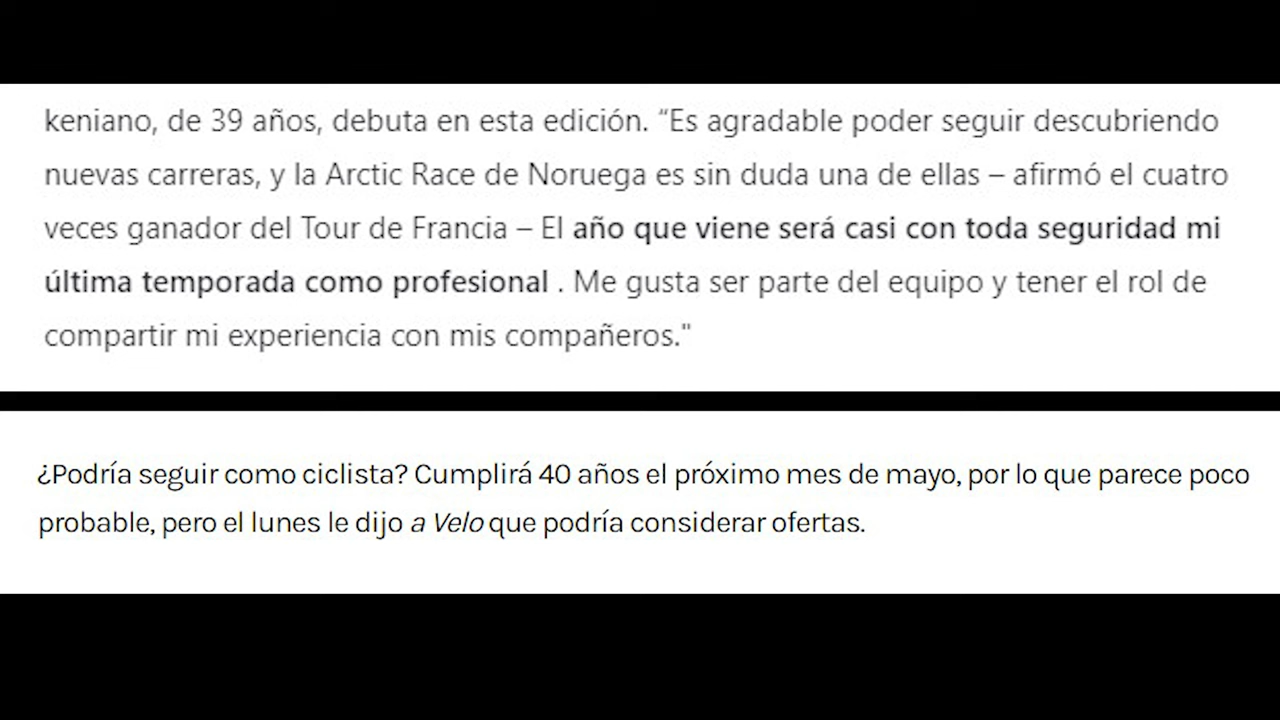 keniano, de 39 años, debuta en esta edición. “Es agradable poder seguir descubriendo
nuevas carreras, y la Arctic Race de Noruega es sin duda una de ellas – afirmó el cuatro
veces ganador del Tour de Francia – El año que viene será casi con toda seguridad mi
última temporada como profesional . Me gusta ser parte del equipo y tener el rol de
compartir mi experiencia con mis compañeros."
¿Podría seguir como ciclista? Cumplirá 40 años el próximo mes de mayo, por lo que parece poco
probable, pero el lunes le dijo a Velo que podría considerar ofertas.